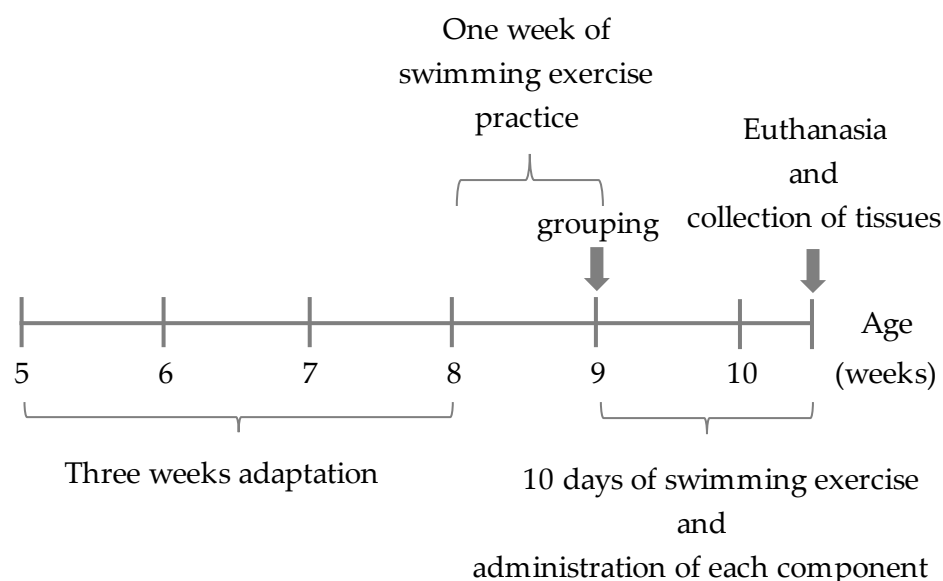 One week of
swimming exercise
practice
Euthanasia
and
collection of tissues
grouping
Age
(weeks)
5
6
7
8
9
10
Three weeks adaptation
10 days of swimming exercise
and
administration of each component